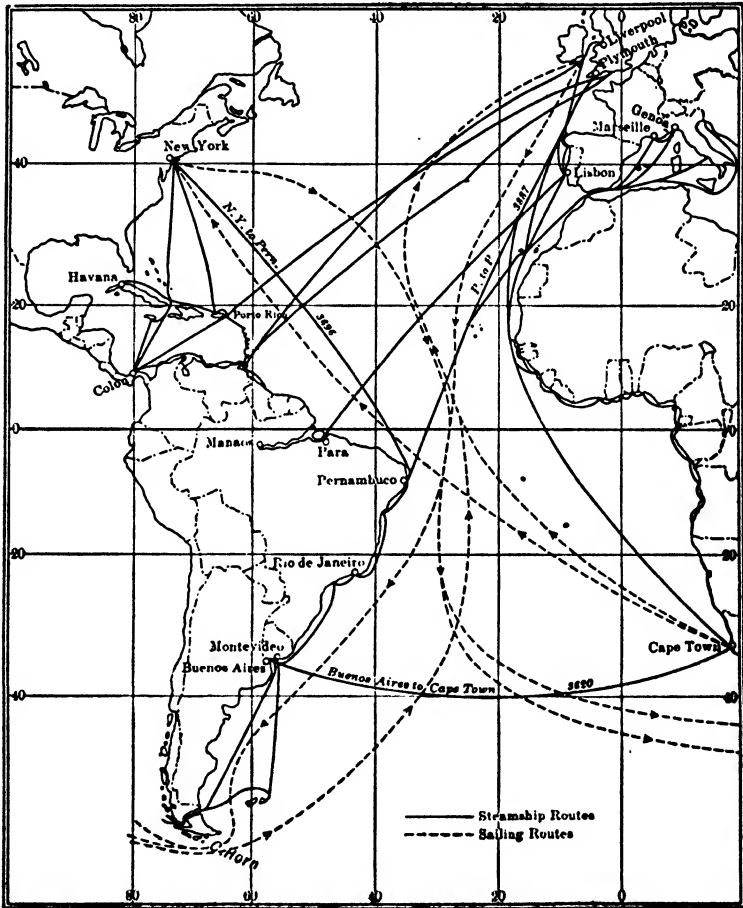 80
60
40
20
0
Liverpool
Plymouth
Genoa
Marseille
New York
40
40
Lisbon
N.Y. to Pern.
3887
P. to P.
Havana
20
20
Porto Rico
3696
Colon
0
Manaos
Para
Pernambuco
20
20
Rio de Janeiro
Montevideo
Buenos Aires
Cape Town
Buenos Aires to Cape Town
3620
40
40
Steamship Routes
Sailing Routes
C. Horn
80
60
40
20
0